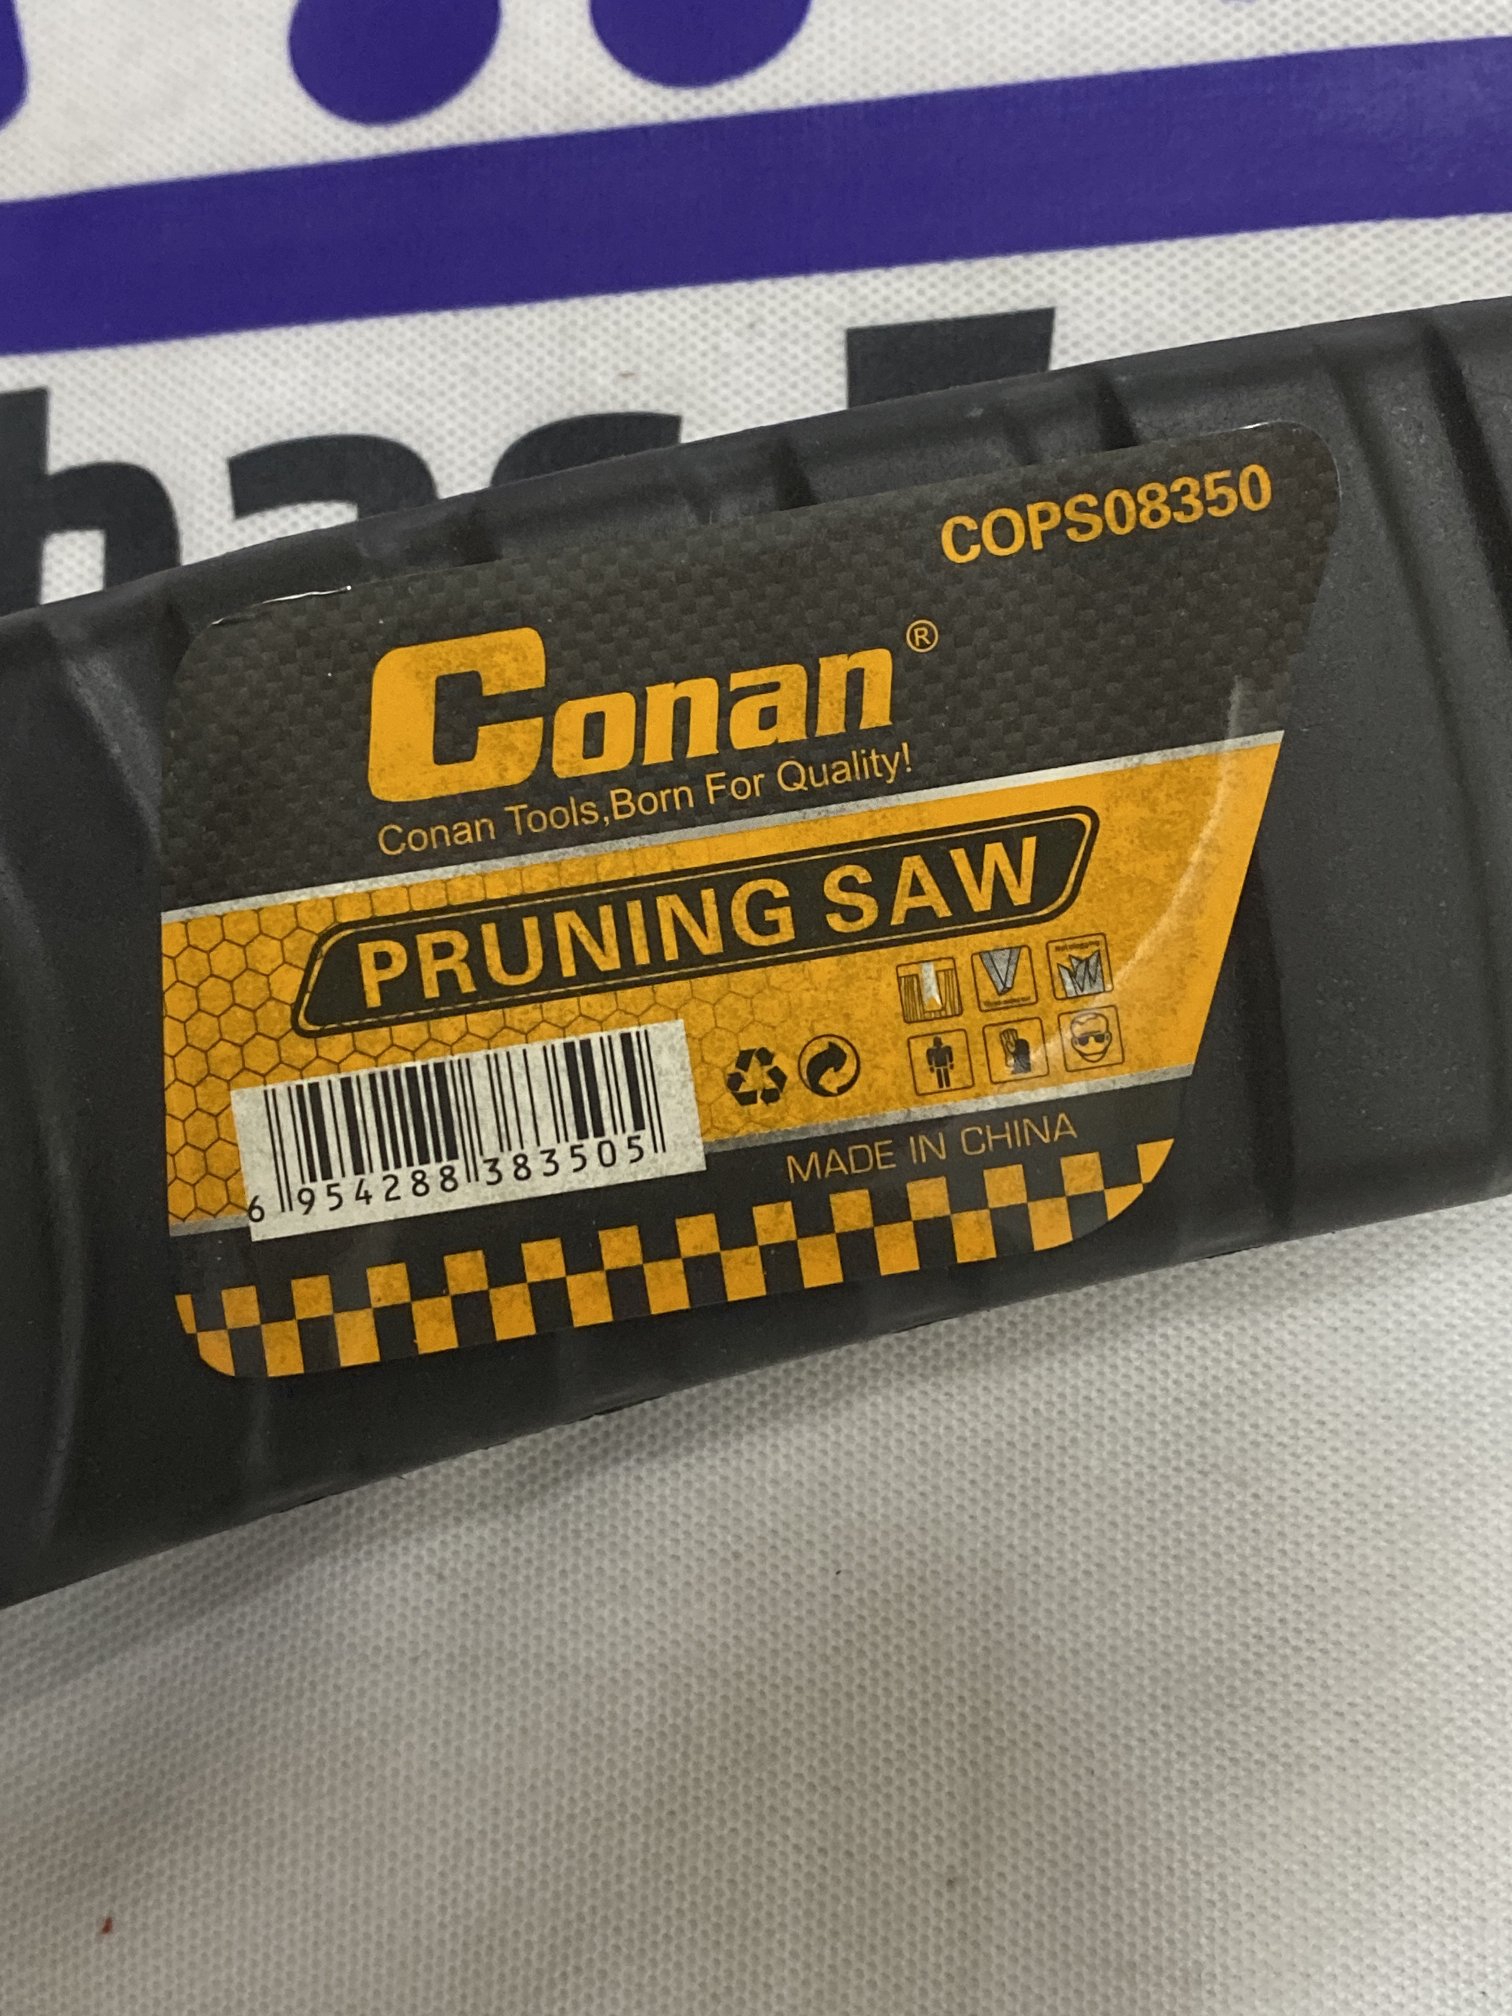 COPS08350
Conan®
Conan Tools,Born For Quality!
PRUNING SAW
6 954288 383505
MADE IN CHINA